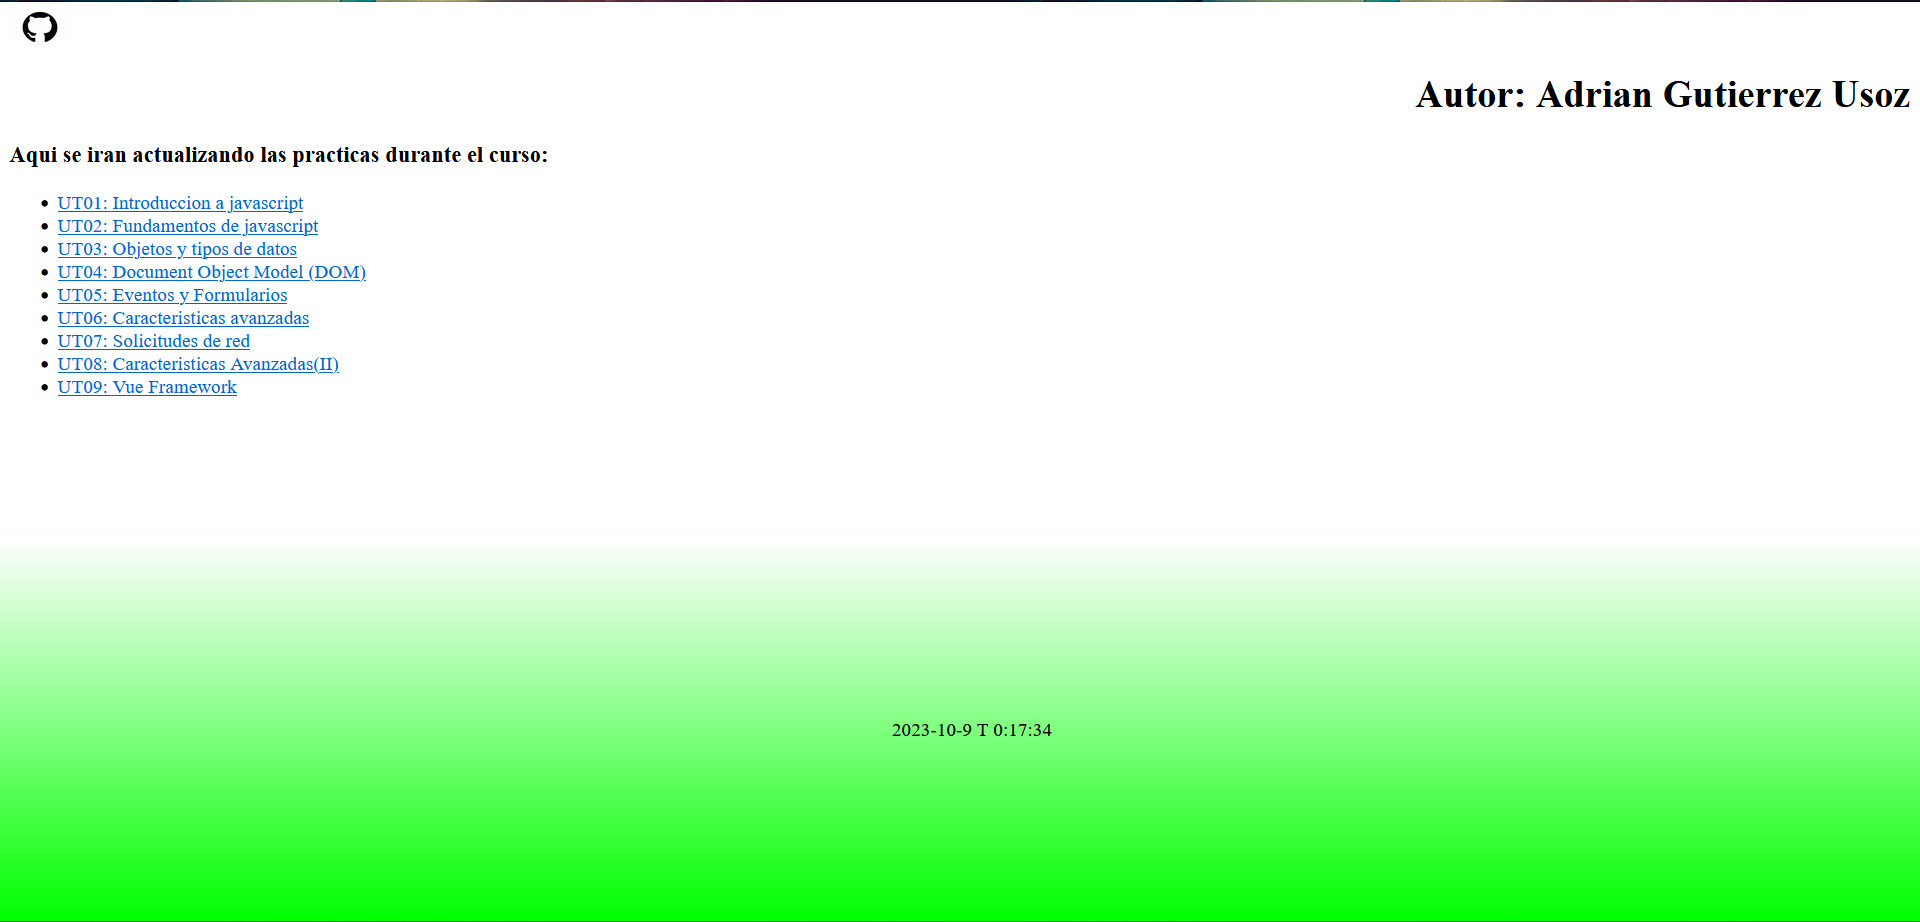 Autor: Adrian Gutierrez Usoz
Aqui se iran actualizando las practicas durante el curso:
UT01: Introduccion a javascript
UT02: Fundamentos de javascript
UT03: Objetos y tipos de datos
UT04: Document Object Model (DOM)
UT05: Eventos y Formularios
UT06: Caracteristicas avanzadas
UT07: Solicitudes de red
UT08: Caracteristicas Avanzadas(II)
UT09: Vue Framework
2023-10-9 T 0:17:34